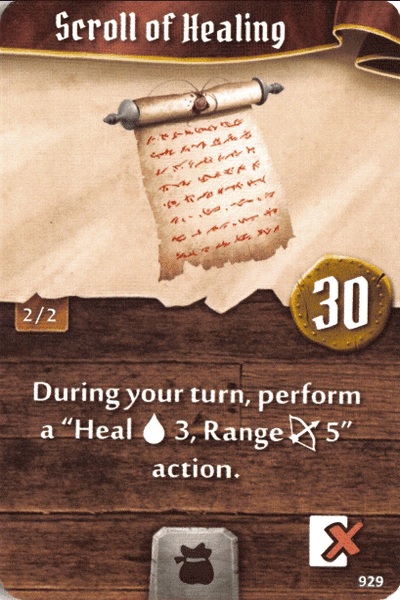 Scroll of Healing
30
2/2
During your turn, perform
a “Heal 3, Range 5”
action.
929